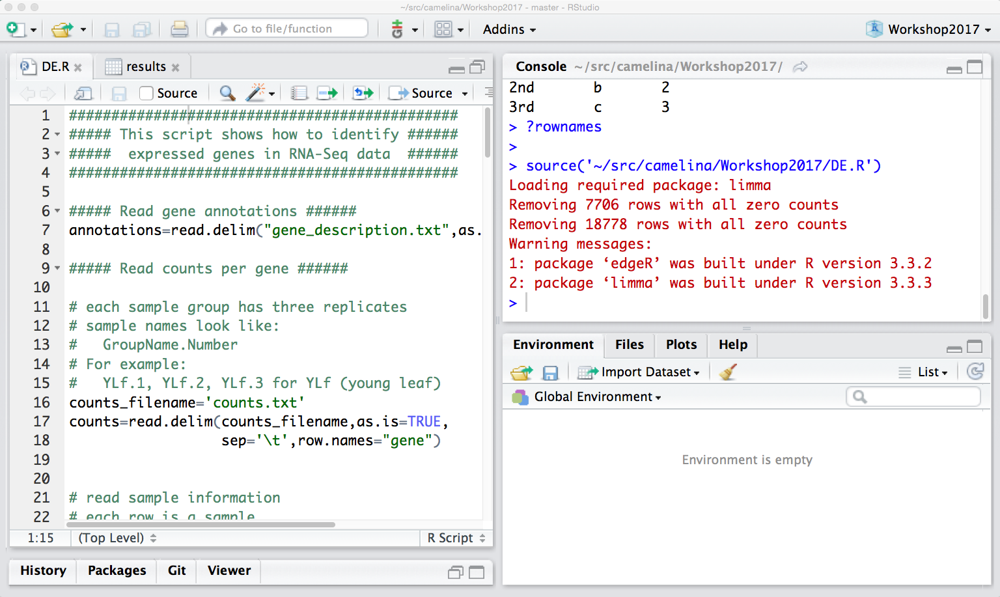 ~/src/camelina/Workshop2017 - master - RStudio
Go to file/function
Addins
Workshop2017
DE.R
results
Source
Source
1 ##############################################
2 ##### This script shows how to identify ######
3 #####  expressed genes in RNA-Seq data  ######
4 ##############################################
5
6 ##### Read gene annotations ######
7 annotations=read.delim("gene_description.txt",as.
8
9 ##### Read counts per gene ######
10
11 # each sample group has three replicates
12 # sample names look like:
13 #   GroupName.Number
14 # For example:
15 #   YLf.1, YLf.2, YLf.3 for YLf (young leaf)
16 counts_filename='counts.txt'
17 counts=read.delim(counts_filename,as.is=TRUE,
18                   sep='\t',row.names="gene")
19
20
21 # read sample information
22 # each row is a sample
1:15
(Top Level)
R Script
History
Packages
Git
Viewer
Console ~/src/camelina/Workshop2017/
2nd b 2
3rd c 3
> ?rownames
>
> source('~/src/camelina/Workshop2017/DE.R')
Loading required package: limma
Removing 7706 rows with all zero counts
Removing 18778 rows with all zero counts
Warning messages:
1: package ‘edgeR’ was built under R version 3.3.2
2: package ‘limma’ was built under R version 3.3.3
>
Environment
Files
Plots
Help
Import Dataset
List
Global Environment
Environment is empty